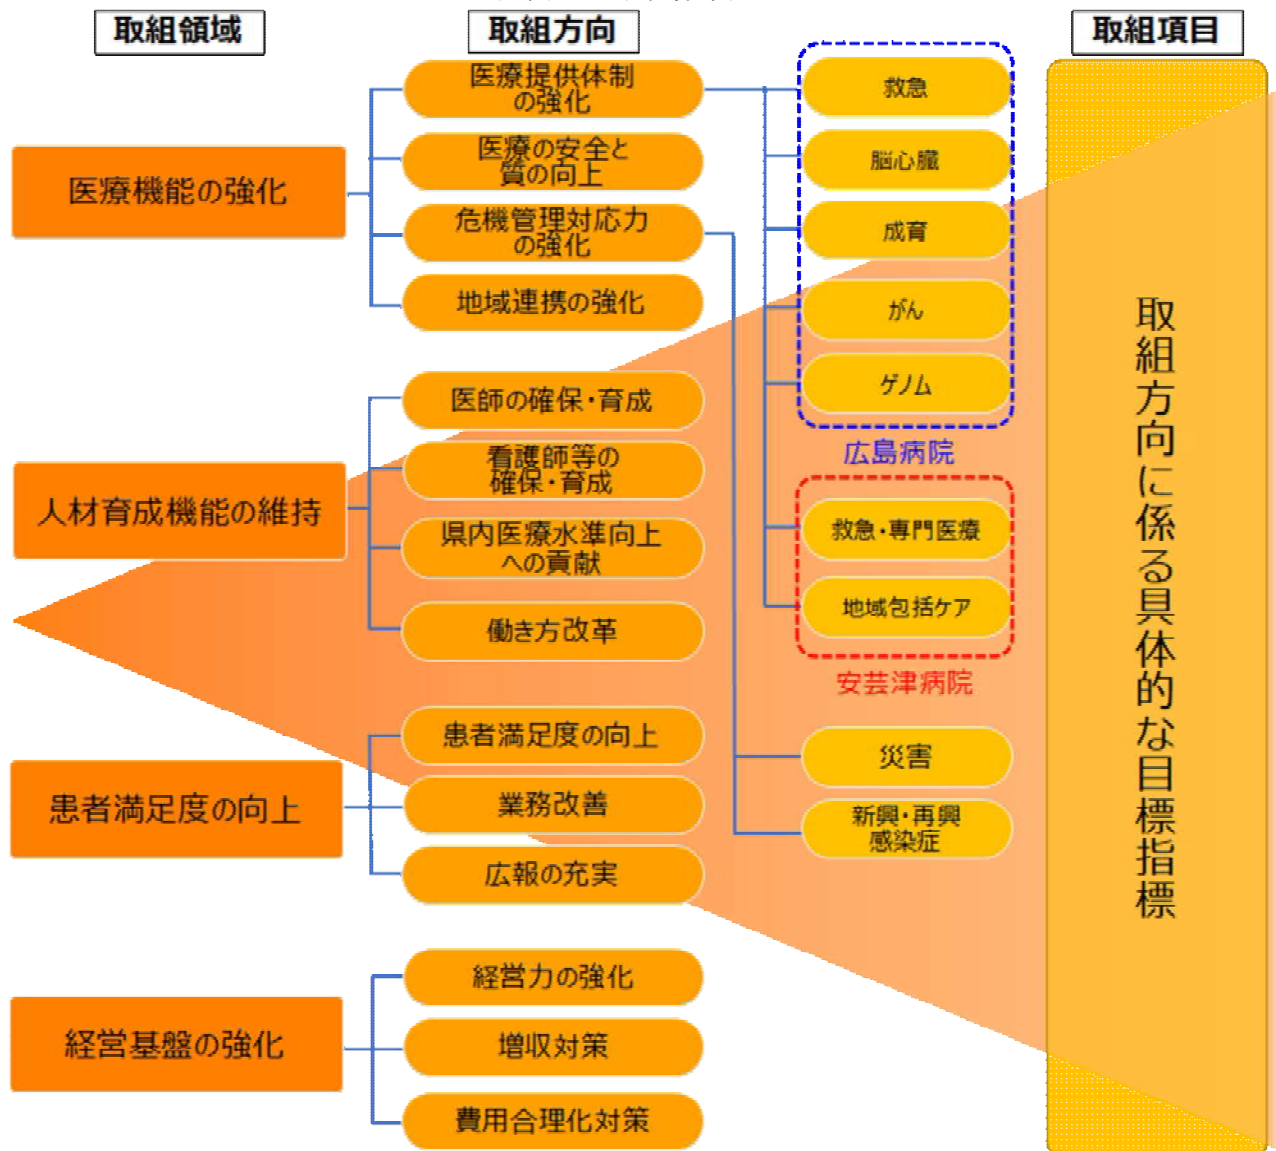 取組領域
取組方向
取組項目
医療機能の強化
医療提供体制
の強化
医療の安全と
質の向上
危機管理対応力
の強化
地域連携の強化
救急
脳心臓
成育
がん
ゲノム
広島病院
救急・専門医療
地域包括ケア
安芸津病院
災害
新興・再興
感染症
人材育成機能の維持
医師の確保・育成
看護師等の
確保・育成
県内医療水準向上
への貢献
働き方改革
患者満足度の向上
患者満足度の向上
業務改善
広報の充実
経営基盤の強化
経営力の強化
増収対策
費用合理化対策
取組方向に係る具体的な目標指標